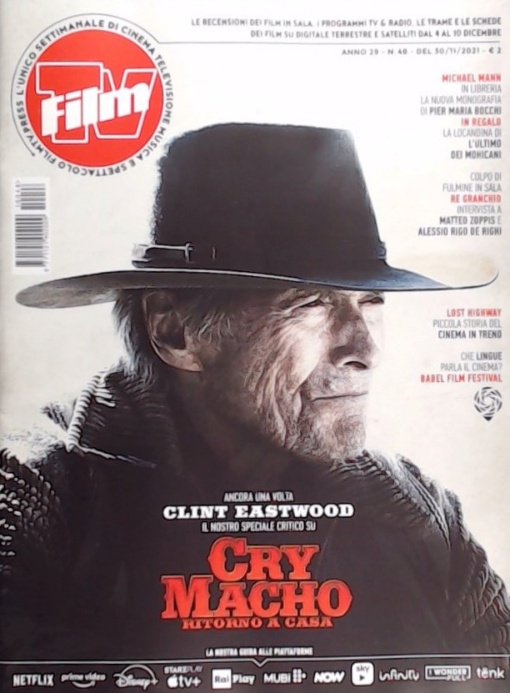 LE RECENSIONI DEI FILM IN SALA, I PROGRAMMI TV & RADIO, LE TRAME E LE SCHEDE
DEI FILM SU DIGITALE TERRESTRE E SATELLITI DAL 4 AL 10 DICEMBRE
ANNO 29 - N 48 - DEL 30/11/2021 - € 2
L'UNICO SETTIMANALE DI CINEMA TELEVISIONE MUSICA E SPETTACOLO FILMTV.PRESS
film
TV
MICHAEL MANN
IN LIBRERIA
LA NUOVA MONOGRAFIA
DI PIER MARIA BOCCHI
IN REGALO
LA LOCANDINA DI
L'ULTIMO
DEI MOHICANI
COLPO DI
FULMINE IN SALA
RE GRANCHIO
INTERVISTA A
MATTEO ZOPPIS E
ALESSIO RIGO DE RIGHI
LOST HIGHWAY
PICCOLA STORIA DEL
CINEMA IN TRENO
CHE LINGUE
PARLA IL CINEMA?
BABEL FILM FESTIVAL
ANCORA UNA VOLTA
CLINT EASTWOOD
IL NOSTRO SPECIALE CRITICO SU
CRY
MACHO
RITORNO A CASA
LA NOSTRA GUIDA ALLE PIATTAFORME
NETFLIX prime video Disney+ STARZPLAY tv+ Rai Play MUBI NOW sky infinity I WONDERFULL tënk